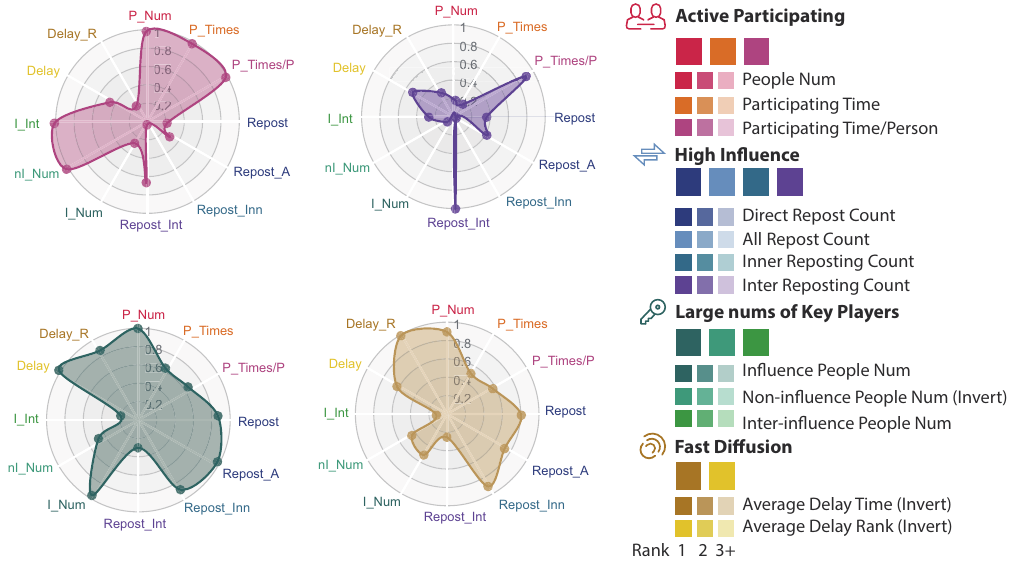 P_Num
Delay_R
P_Times
Delay
P_Times/P
I_Int
Repost
nI_Num
Repost_A
I_Num
Repost_Inn
Repost_Int
1
0.8
0.6
0.4
0.2
P_Num
Delay_R
P_Times
Delay
P_Times/P
I_Int
Repost
nI_Num
Repost_A
I_Num
Repost_Inn
Repost_Int
1
0.8
0.6
0.4
P_Num
Delay_R
P_Times
Delay
P_Times/P
I_Int
Repost
nI_Num
Repost_A
I_Num
Repost_Inn
Repost_Int
1
0.8
0.6
0.4
0.2
P_Num
Delay_R
P_Times
Delay
P_Times/P
I_Int
Repost
nI_Num
Repost_A
I_Num
Repost_Inn
Repost_Int
1
0.8
0.6
0.4
0.2
Active Participating
People Num
Participating Time
Participating Time/Person
High Influence
Direct Repost Count
All Repost Count
Inner Reposting Count
Inter Reposting Count
Large nums of Key Players
Influence People Num
Non-influence People Num (Invert)
Inter-influence People Num
Fast Diffusion
Average Delay Time (Invert)
Average Delay Rank (Invert)
Rank 1 2 3+